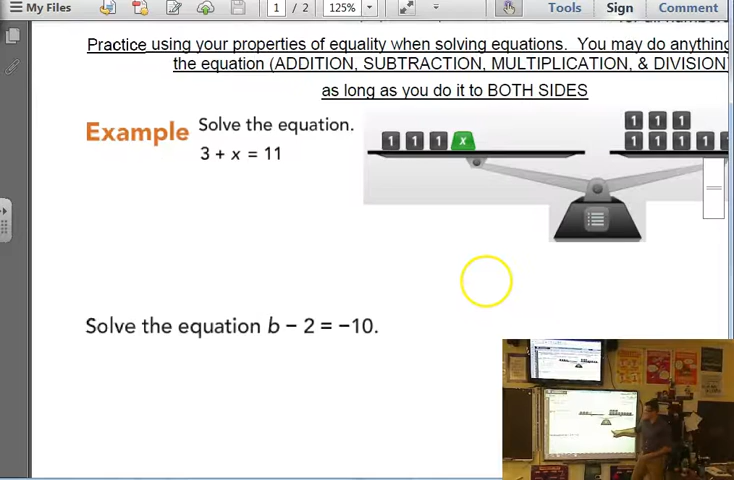 My Files
1 / 2
125%
Tools
Sign
Comment
for all numbers
Practice using your properties of equality when solving equations. You may do anything
the equation (ADDITION, SUBTRACTION, MULTIPLICATION, & DIVISION)
as long as you do it to BOTH SIDES
Example
Solve the equation.
3 + x = 11
1 1 1 x
1 1 1
1 1 1 1
Solve the equation b − 2 = −10.